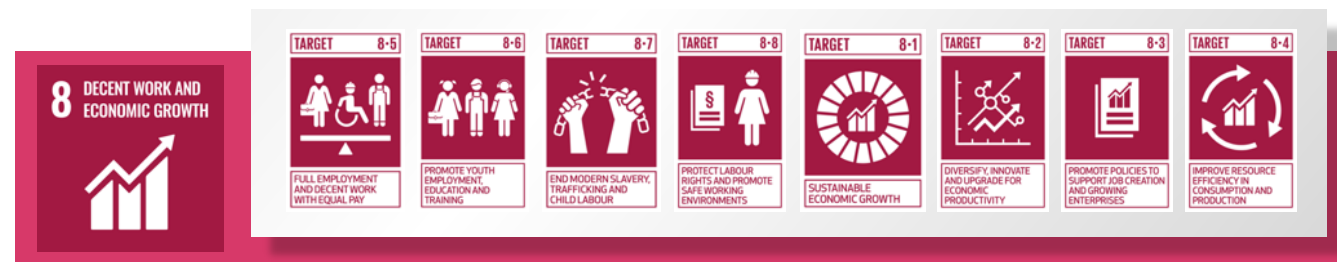 8 DECENT WORK AND
ECONOMIC GROWTH
TARGET 8·5
FULL EMPLOYMENT
AND DECENT WORK
WITH EQUAL PAY
TARGET 8·6
PROMOTE YOUTH
EMPLOYMENT,
EDUCATION AND
TRAINING
TARGET 8·7
END MODERN SLAVERY,
TRAFFICKING AND
CHILD LABOUR
TARGET 8·8
§
PROTECT LABOUR
RIGHTS AND PROMOTE
SAFE WORKING
ENVIRONMENTS
TARGET 8·1
SUSTAINABLE
ECONOMIC GROWTH
TARGET 8·2
DIVERSIFY, INNOVATE
AND UPGRADE FOR
ECONOMIC
PRODUCTIVITY
TARGET 8·3
PROMOTE POLICIES TO
SUPPORT JOB CREATION
AND GROWING
ENTERPRISES
TARGET 8·4
IMPROVE RESOURCE
EFFICIENCY IN
CONSUMPTION AND
PRODUCTION